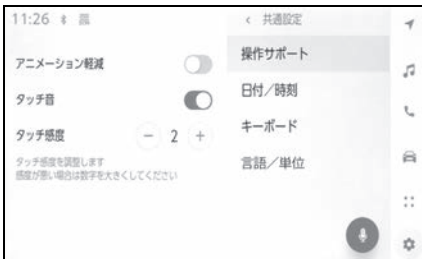 11:26
アニメーション軽減
タッチ音
タッチ感度
− 2 +
タッチ感度を調整します
感度が悪い場合は数字を大きくしてください
< 共通設定
操作サポート
日付／時刻
キーボード
言語／単位